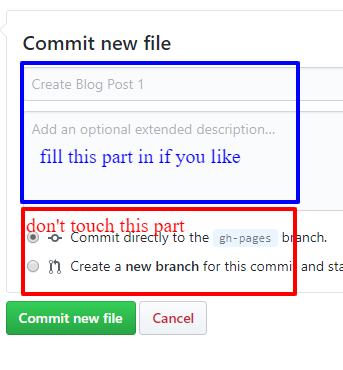 Commit new file
Create Blog Post 1
Add an optional extended description...
fill this part in if you like
don't touch this part
Commit directly to the gh-pages branch.
Create a new branch for this commit and sta
Commit new file Cancel